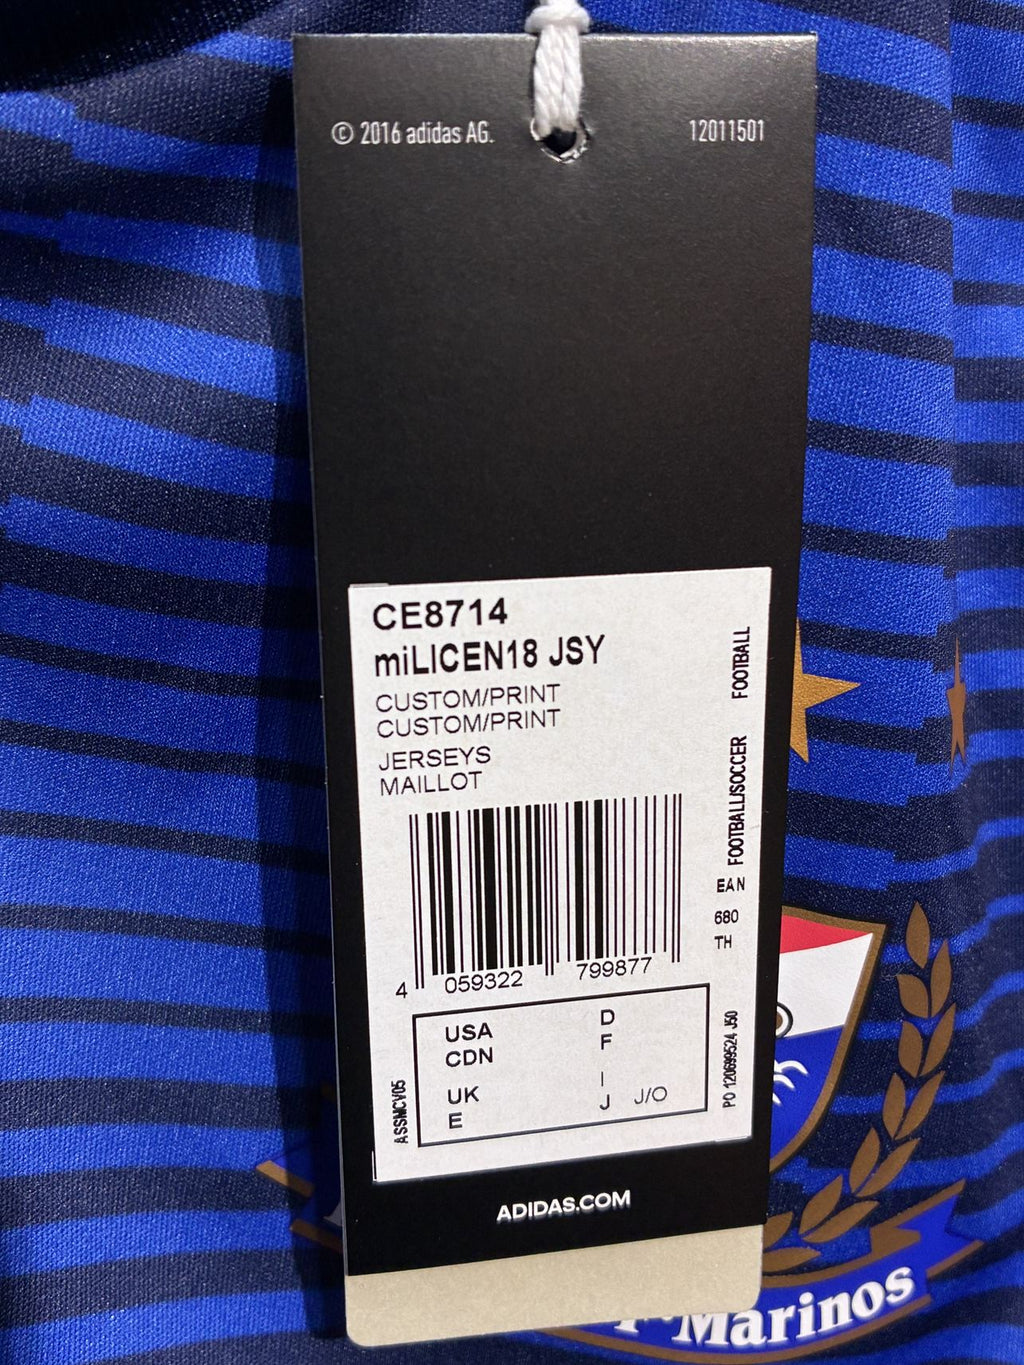 © 2016 adidas AG.
12011501
CE8714
miLICEN18 JSY
CUSTOM/PRINT
CUSTOM/PRINT
JERSEYS
MAILLOT
FOOTBALL/SOCCER FOOTBALL
EAN
680
TH
4 059322 799877
USA
CDN
UK
E
D
F
I
J J/O
ASSMCV05
PO 120699524 J50
ADIDAS.COM
Marinos